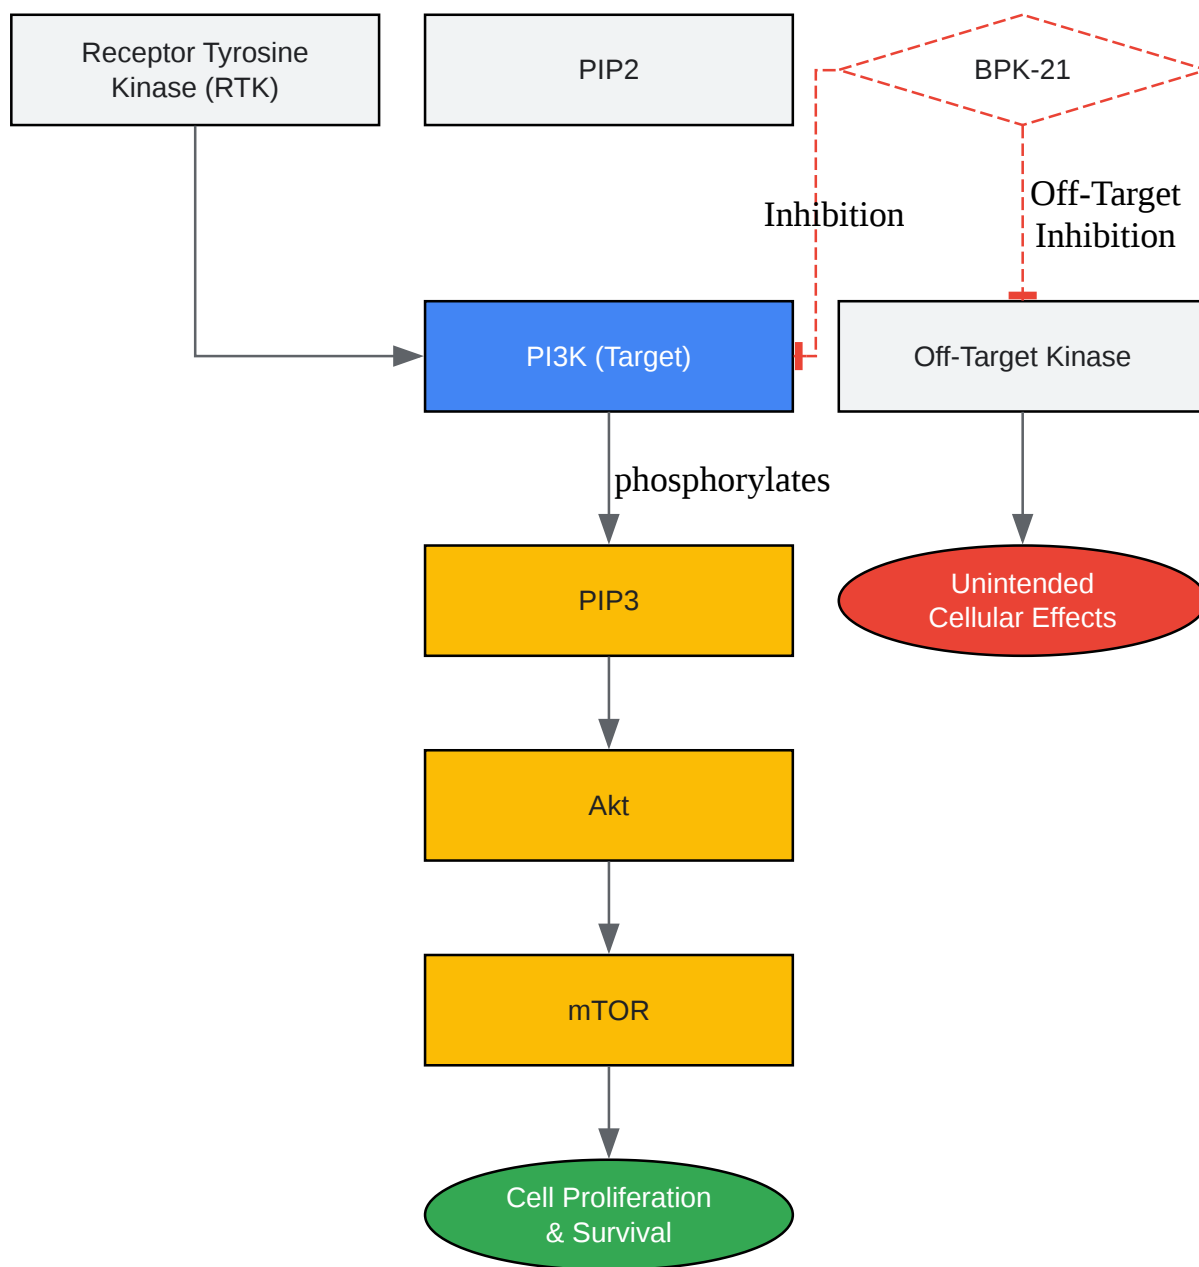 Receptor Tyrosine
Kinase (RTK)
PIP2
BPK-21
Inhibition
Off-Target
Inhibition
PI3K (Target)
Off-Target Kinase
phosphorylates
PIP3
Unintended
Cellular Effects
Akt
mTOR
Cell Proliferation
& Survival